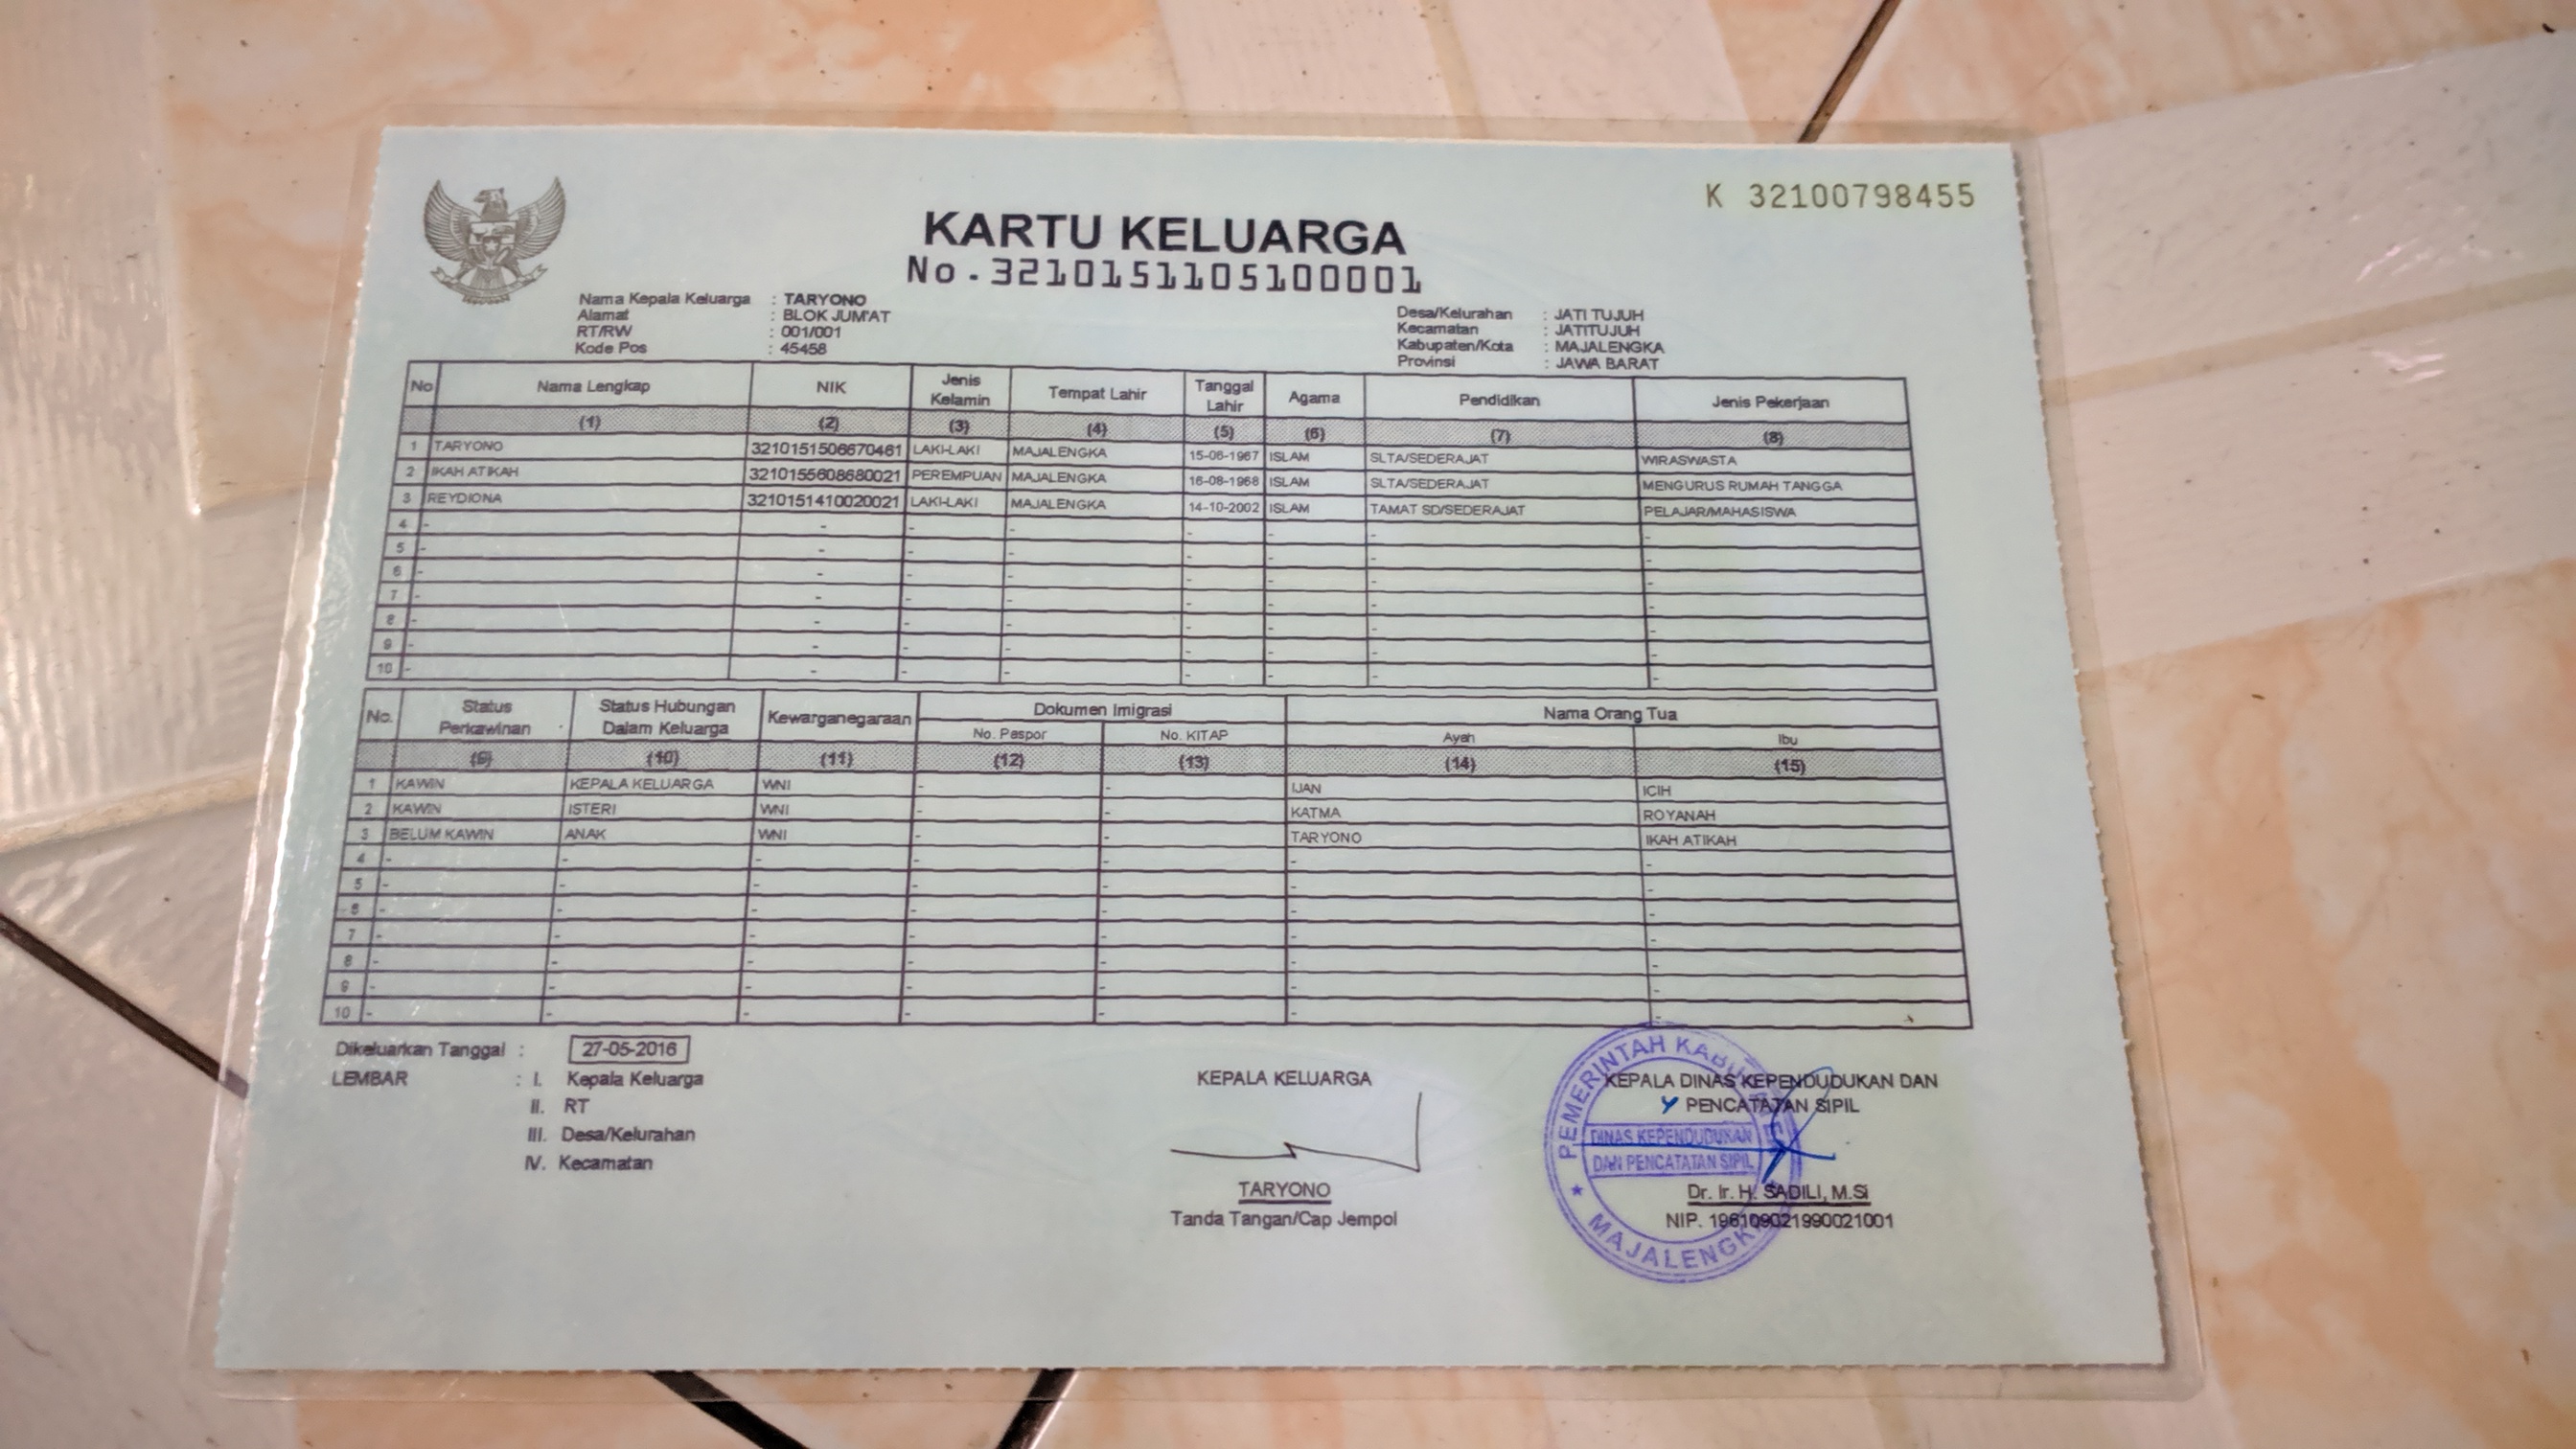 K 32100798455
KARTU KELUARGA
No.3210151105100001
Nama Kepala Keluarga : TARYONO
Alamat : BLOK JUM'AT
RT/RW : 001/001
Kode Pos : 45458
Desa/Kelurahan : JATI TUJUH
Kecamatan : JATITUJUH
Kabupaten/Kota : MAJALENGKA
Provinsi : JAWA BARAT
No Nama Lengkap NIK Jenis Kelamin Tempat Lahir Tanggal Lahir Agama Pendidikan Jenis Pekerjaan
(1) (2) (3) (4) (5) (6) (7) (8)
1 TARYONO 3210151506670461 LAKI-LAKI MAJALENGKA 15-06-1967 ISLAM SLTA/SEDERAJAT WIRASWASTA
2 IKAH ATIKAH 3210155608680021 PEREMPUAN MAJALENGKA 16-08-1968 ISLAM SLTA/SEDERAJAT MENGURUS RUMAH TANGGA
3 REYDIONA 3210151410020021 LAKI-LAKI MAJALENGKA 14-10-2002 ISLAM TAMAT SD/SEDERAJAT PELAJAR/MAHASISWA
4 - - - - - - - -
5 - - - - - - - -
6 - - - - - - - -
7 - - - - - - - -
8 - - - - - - - -
9 - - - - - - - -
10 - - - - - - - -
No. Status Perkawinan Status Hubungan Dalam Keluarga Kewarganegaraan Dokumen Imigrasi Nama Orang Tua
No. Paspor No. KITAP Ayah Ibu
(9) (10) (11) (12) (13) (14) (15)
1 KAWIN KEPALA KELUARGA WNI - - IJAN ICIH
2 KAWIN ISTERI WNI - - KATMA ROYANAH
3 BELUM KAWIN ANAK WNI - - TARYONO IKAH ATIKAH
4 - - - - - - -
5 - - - - - - -
6 - - - - - - -
7 - - - - - - -
8 - - - - - - -
9 - - - - - - -
10 - - - - - - -
Dikeluarkan Tanggal : 27-05-2016
LEMBAR : I. Kepala Keluarga
II. RT
III. Desa/Kelurahan
IV. Kecamatan
KEPALA KELUARGA
TARYONO
Tanda Tangan/Cap Jempol
KEPALA DINAS KEPENDUDUKAN DAN
PENCATATAN SIPIL
Dr. Ir. H. SADILI, M.Si
NIP. 196109021990021001
PEMERINTAH
DINAS KEPENDUDUKAN
DAN PENCATATAN SIPIL
MAJALENGKA